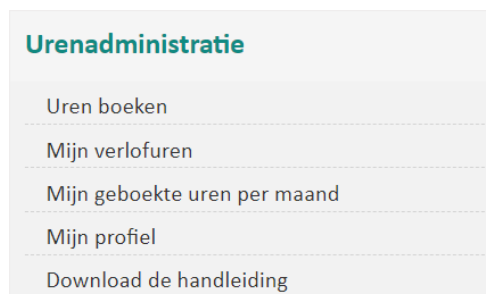 Urenadministratie
Uren boeken
Mijn verlofuren
Mijn geboekte uren per maand
Mijn profiel
Download de handleiding